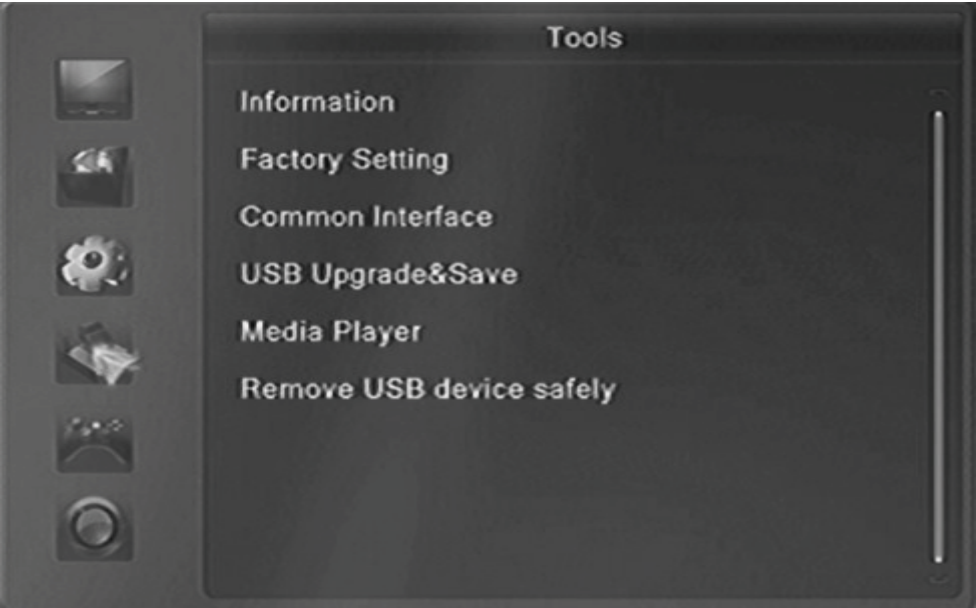 Tools
Information
Factory Setting
Common Interface
USB Upgrade&Save
Media Player
Remove USB device safely